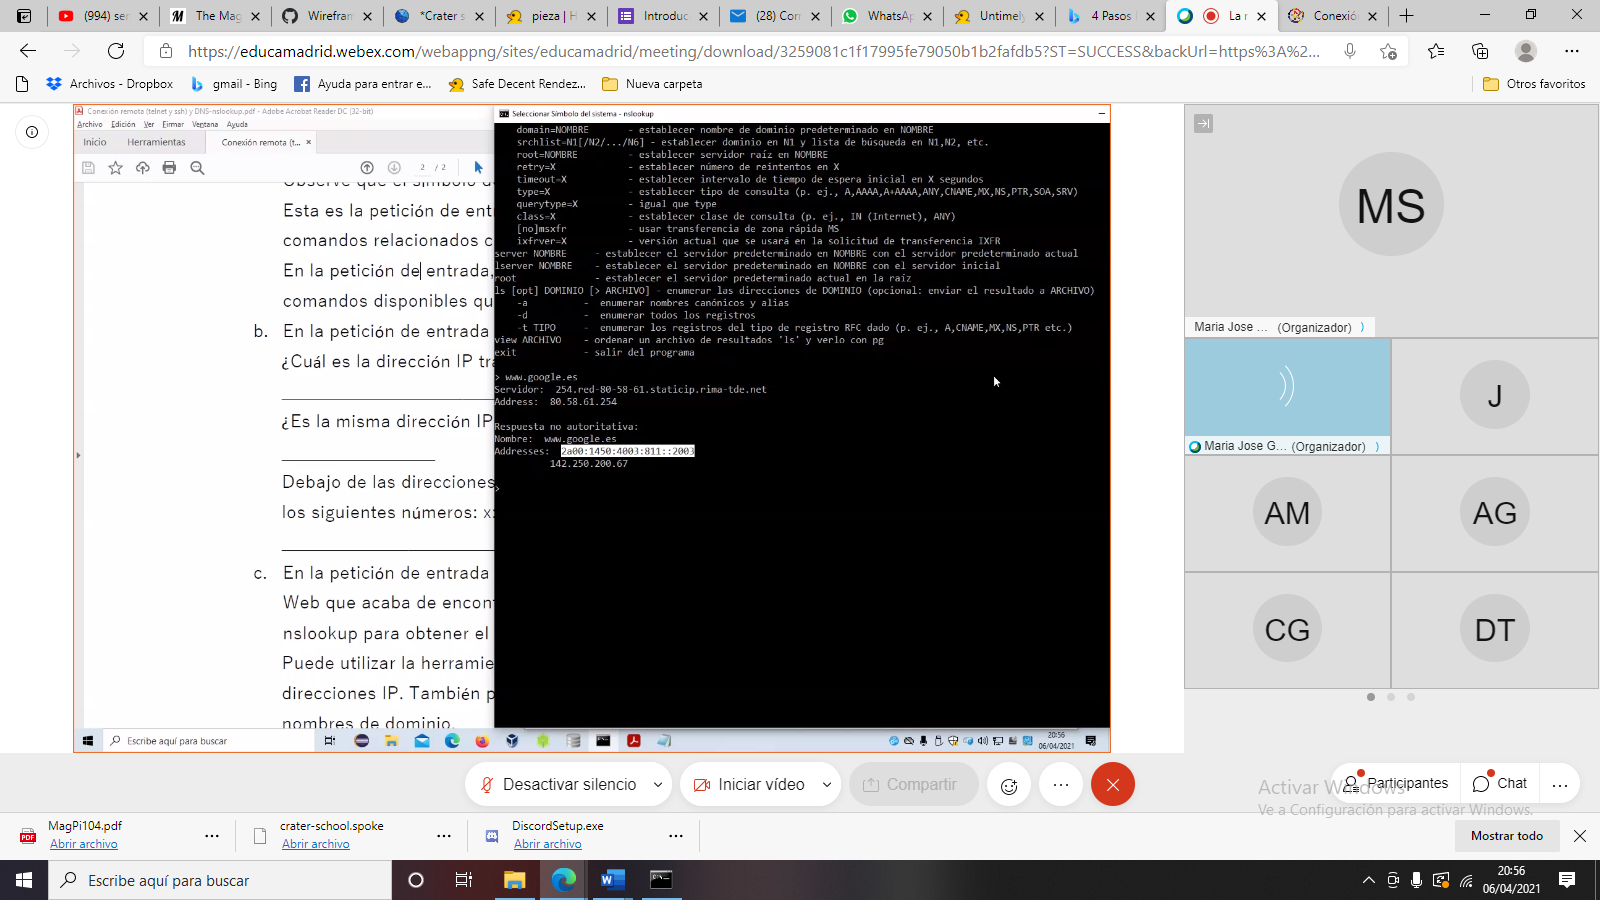 (994) ser
The Mag
Wirefran
*Crater s
pieza | H
Introduc
(28) Corr
WhatsAp
Untimely
4 Pasos
La r
Conexió
https://educamadrid.webex.com/webappng/sites/educamadrid/meeting/download/3259081c1f17995fe79050b1b2fafdb5?ST=SUCCESS&backUrl=https%3A%2...
Archivos - Dropbox
gmail - Bing
Ayuda para entrar e...
Safe Decent Rendez...
Nueva carpeta
Otros favoritos
Conexión remota (telnet y ssh) y DNS-nslookup.pdf - Adobe Acrobat Reader DC (32-bit)
Archivo Edición Ver Firmar Ventana Ayuda
Inicio Herramientas Conexión remota (t... ×
2 / 2
Observe que el símbolo de
Esta es la petición de ent
comandos relacionados c
En la petición de entrada,
comandos disponibles qu
b. En la petición de entrada
¿Cuál es la dirección IP tra
¿Es la misma dirección IP
Debajo de las direcciones
los siguientes números: x
c. En la petición de entrada
Web que acaba de encont
nslookup para obtener el
Puede utilizar la herramie
direcciones IP. También p
nombres de dominio.
Seleccionar Símbolo del sistema - nslookup
domain=NOMBRE - establecer nombre de dominio predeterminado en NOMBRE
srchlist=N1[/N2/.../N6] - establecer dominio en N1 y lista de búsqueda en N1,N2, etc.
root=NOMBRE - establecer servidor raíz en NOMBRE
retry=X - establecer número de reintentos en X
timeout=X - establecer intervalo de tiempo de espera inicial en X segundos
type=X - establecer tipo de consulta (p. ej., A,AAAA,A+AAAA,ANY,CNAME,MX,NS,PTR,SOA,SRV)
querytype=X - igual que type
class=X - establecer clase de consulta (p. ej., IN (Internet), ANY)
[no]msxfr - usar transferencia de zona rápida MS
ixfrver=X - versión actual que se usará en la solicitud de transferencia IXFR
server NOMBRE - establecer el servidor predeterminado en NOMBRE con el servidor predeterminado actual
lserver NOMBRE - establecer el servidor predeterminado en NOMBRE con el servidor inicial
root - establecer el servidor predeterminado actual en la raíz
ls [opt] DOMINIO [> ARCHIVO] - enumerar las direcciones de DOMINIO (opcional: enviar el resultado a ARCHIVO)
-a - enumerar nombres canónicos y alias
-d - enumerar todos los registros
-t TIPO - enumerar los registros del tipo de registro RFC dado (p. ej., A,CNAME,MX,NS,PTR etc.)
view ARCHIVO - ordenar un archivo de resultados 'ls' y verlo con pg
exit - salir del programa
> www.google.es
Servidor: 254.red-80-58-61.staticip.rima-tde.net
Address: 80.58.61.254
Respuesta no autoritativa:
Nombre: www.google.es
Addresses: 2a00:1450:4003:811::2003
142.250.200.67
>
MS
Maria Jose ... (Organizador)
Maria Jose G... (Organizador)
J
AM
AG
CG
DT
Escribe aquí para buscar
20:56
06/04/2021
Desactivar silencio
Iniciar vídeo
Compartir
Participantes
Chat
Activar Windows
Ve a Configuración para activar Windows.
MagPi104.pdf
Abrir archivo
crater-school.spoke
Abrir archivo
DiscordSetup.exe
Abrir archivo
Mostrar todo
Escribe aquí para buscar
20:56
06/04/2021